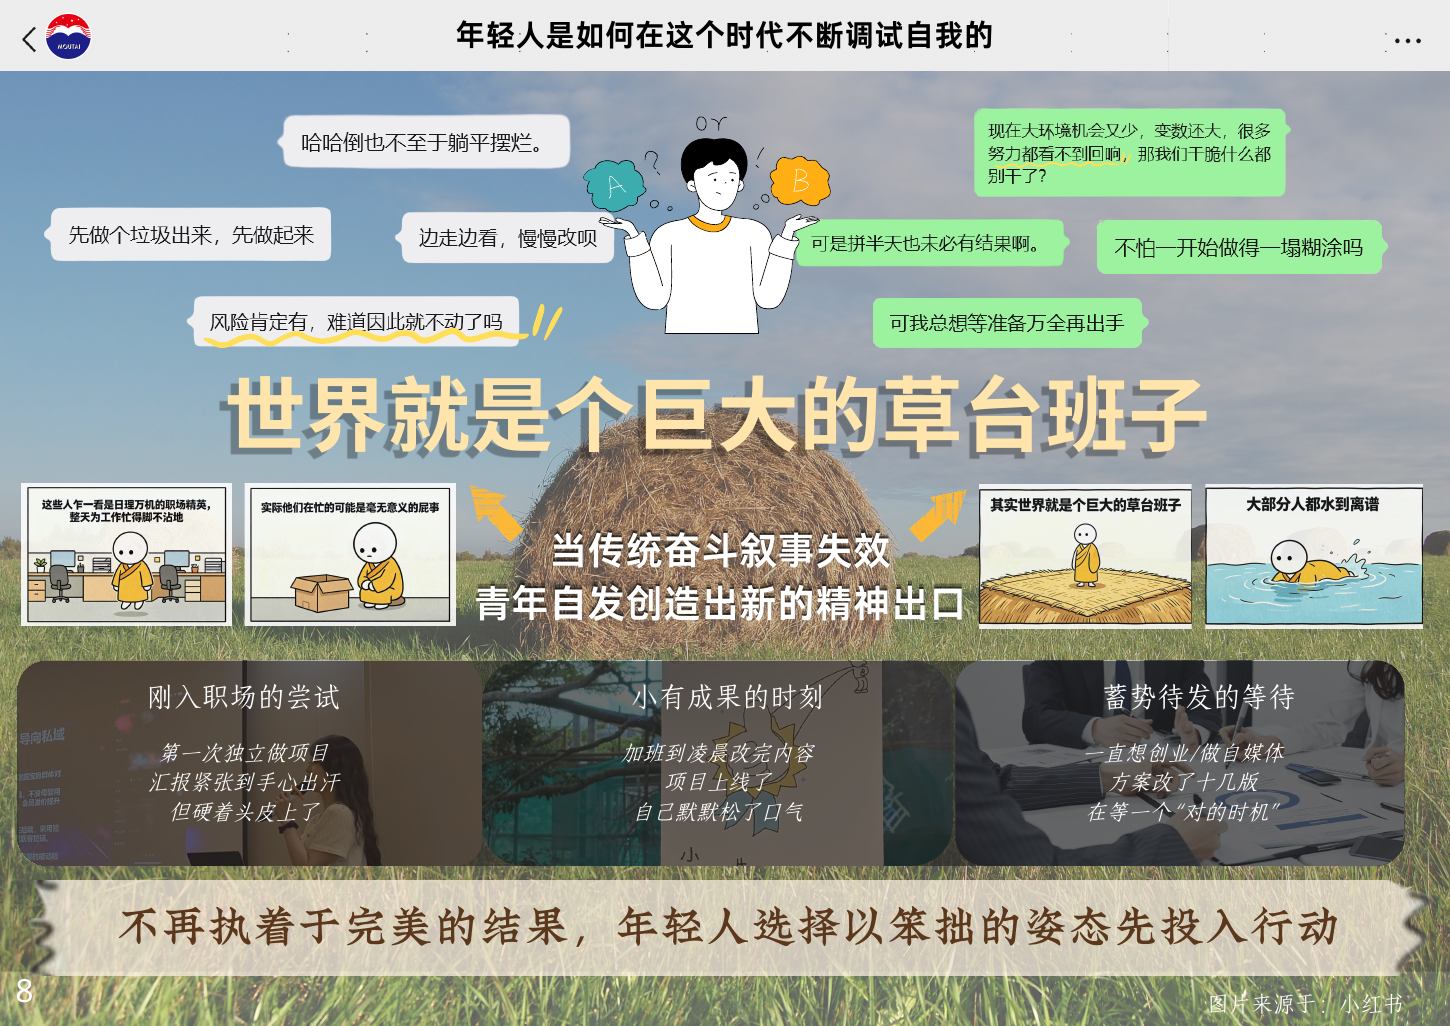 年轻人是如何在这个时代不断调试自我的
MOUTAI
哈哈倒也不至于躺平摆烂。
现在大环境机会又少，变数还大，很多
努力都看不到回响，那我们干脆什么都
别干了?
A
B
先做个垃圾出来，先做起来
边走边看，慢慢改呗
可是拼半天也未必有结果啊。
不怕一开始做得一塌糊涂吗
风险肯定有，难道因此就不动了吗
可我总想等准备万全再出手
世界就是个巨大的草台班子
这些人乍一看是日理万机的职场精英，
整天为工作忙得脚不沾地
实际他们在忙的可能是毫无意义的屁事
当传统奋斗叙事失效
青年自发创造出新的精神出口
其实世界就是个巨大的草台班子
大部分人都水到离谱
刚入职场的尝试
第一次独立做项目
汇报紧张到手心出汗
但硬着头皮上了
导向私域
小有成果的时刻
加班到凌晨改完内容
项目上线了
自己默默松了口气
小
蓄势待发的等待
一直想创业/做自媒体
方案改了十几版
在等一个“对的时机”
不再执着于完美的结果，年轻人选择以笨拙的姿态先投入行动
8
图片来源于：小红书